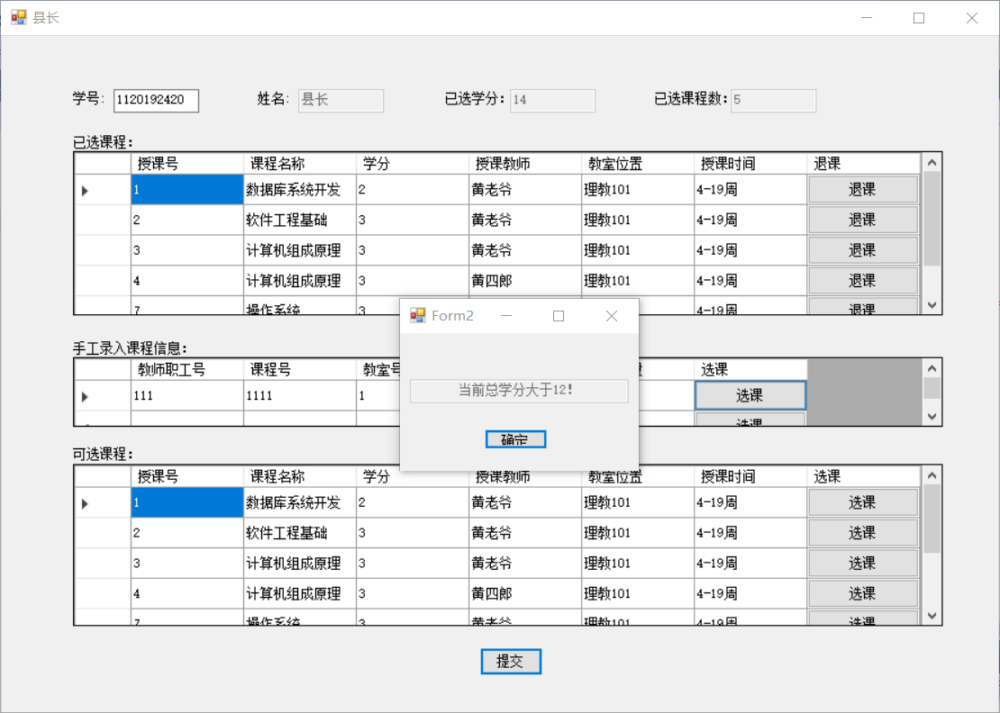 县长
学号: 1120192420 姓名: 县长 已选学分: 14 已选课程数: 5
已选课程:
授课号 课程名称 学分 授课教师 教室位置 授课时间 退课
1 数据库系统开发 2 黄老爷 理教101 4-19周 退课
2 软件工程基础 3 黄老爷 理教101 4-19周 退课
3 计算机组成原理 3 黄老爷 理教101 4-19周 退课
4 计算机组成原理 3 黄四郎 理教101 4-19周 退课
7 操作系统 3 4-19周 退课
Form2
手工录入课程信息:
教师职工号 课程号 教室号 选课
111 1111 1 选课
选课
当前总学分大于12!
确定
可选课程:
授课号 课程名称 学分 授课教师 教室位置 授课时间 选课
1 数据库系统开发 2 黄老爷 理教101 4-19周 选课
2 软件工程基础 3 黄老爷 理教101 4-19周 选课
3 计算机组成原理 3 黄老爷 理教101 4-19周 选课
4 计算机组成原理 3 黄四郎 理教101 4-19周 选课
7 操作系统 3 黄老爷 理教101 4-19周 选课
提交